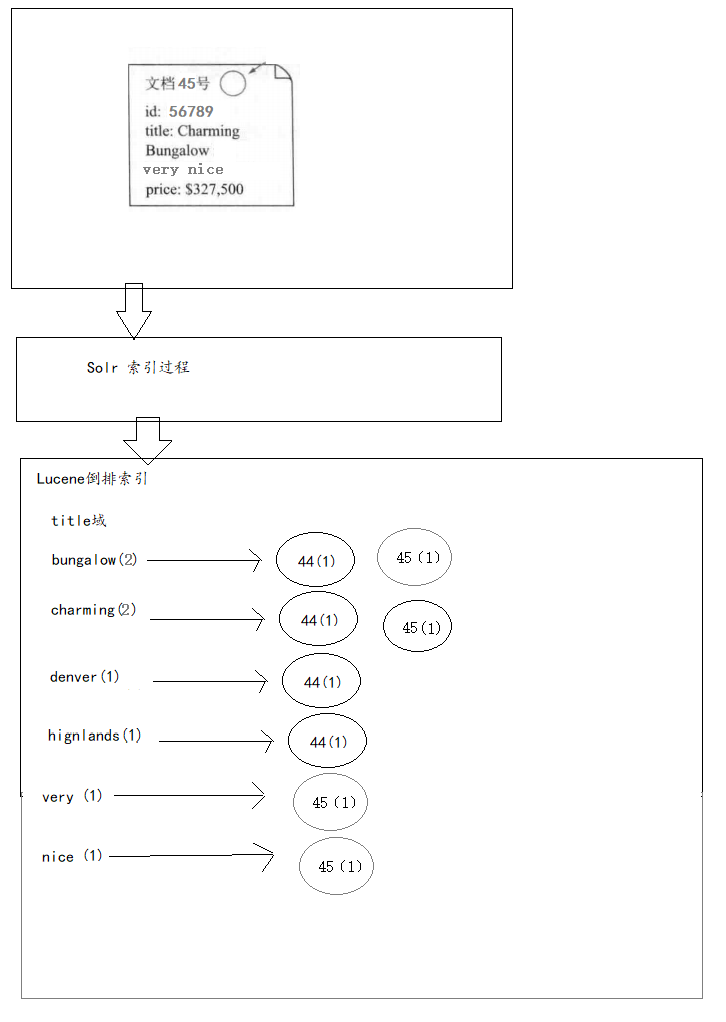 文档45号
id: 56789
title: Charming
Bungalow
very nice
price: $327,500
Solr 索引过程
Lucene倒排索引
title域
bungalow(2) 44(1) 45(1)
charming(2) 44(1) 45(1)
denver(1) 44(1)
hignlands(1) 44(1)
very (1) 45(1)
nice (1) 45(1)